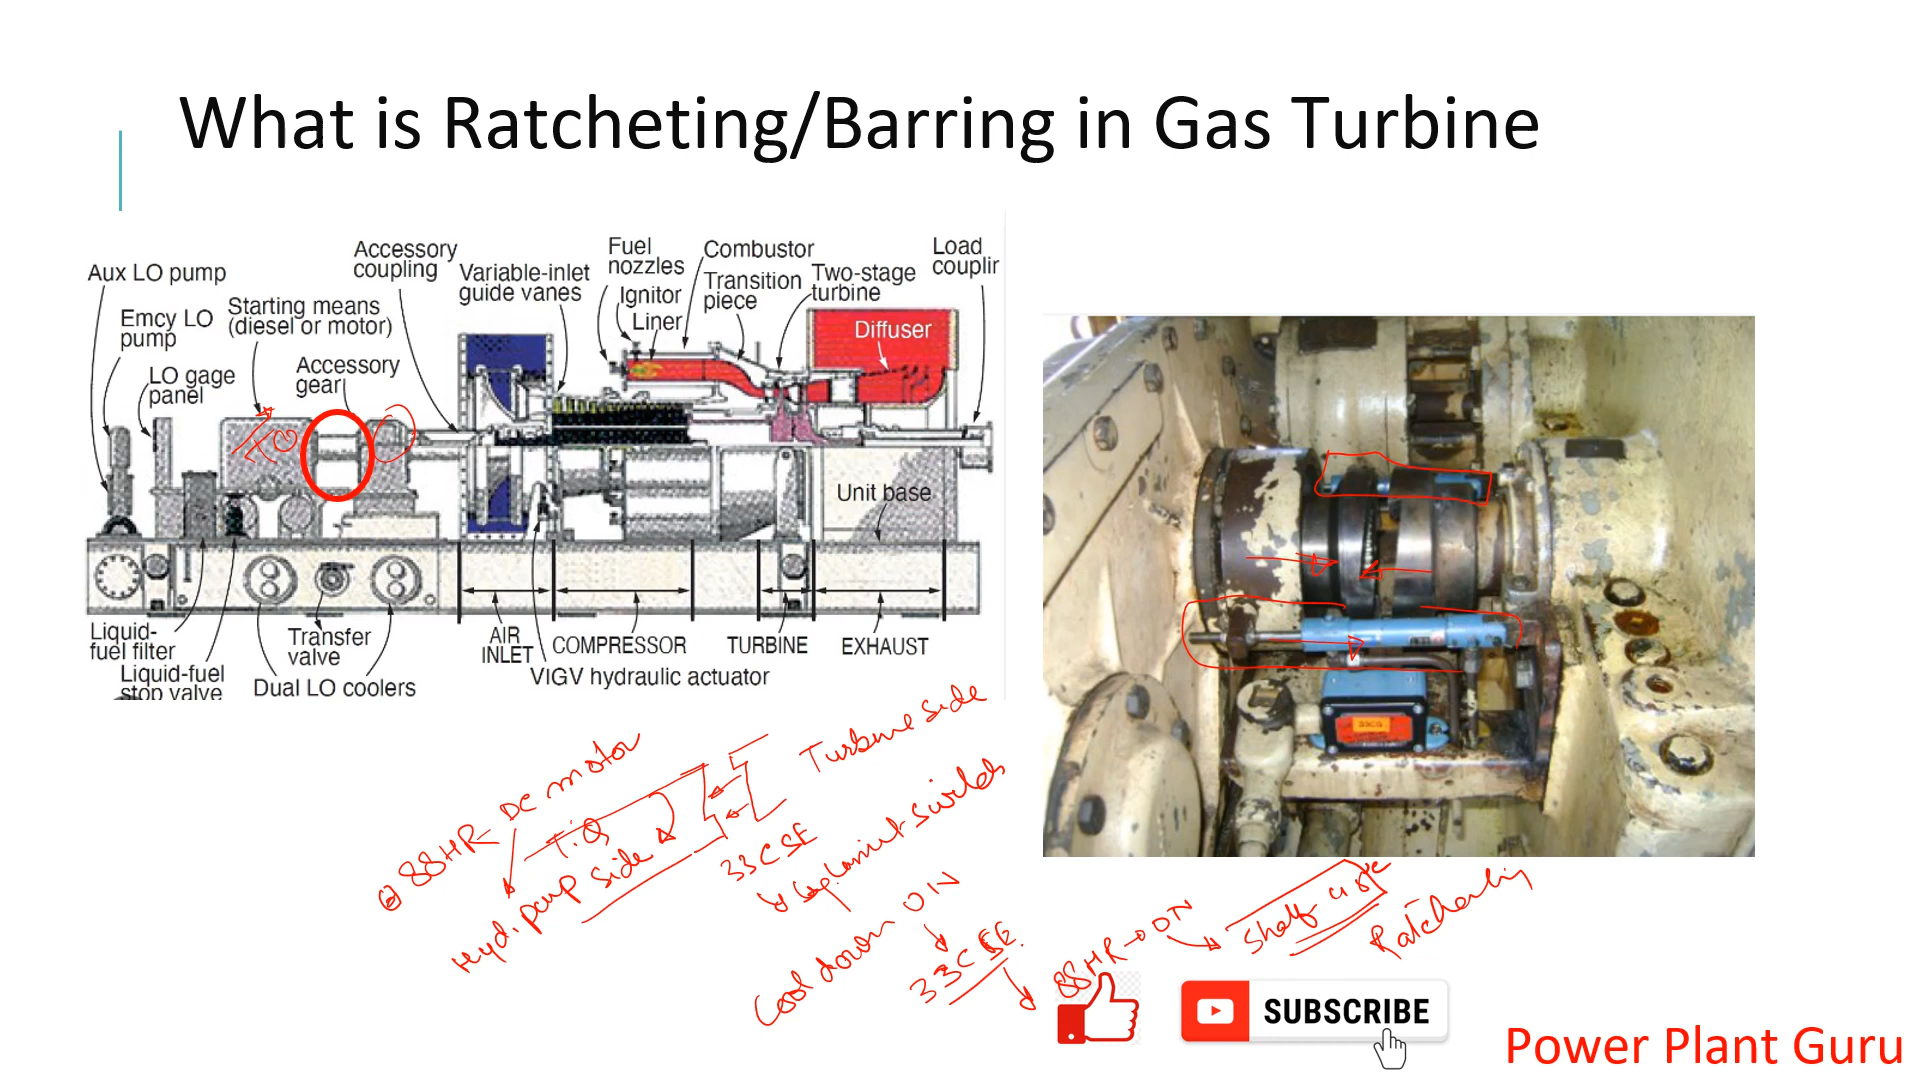 What is Ratcheting/Barring in Gas Turbine
Aux LO pump
Emcy LO
pump
LO gage
panel
Starting means
(diesel or motor)
Accessory
gear
Accessory
coupling
Variable-inlet
guide vanes
Fuel
nozzles
Ignitor
Liner
Combustor
Transition
piece
Two-stage
turbine
Load
couplin
Diffuser
Unit base
Liquid-
fuel filter
Liquid-fuel
stop valve
Transfer
valve
Dual LO coolers
AIR
INLET
COMPRESSOR
TURBINE
EXHAUST
VIGV hydraulic actuator
88HR- DC motor
Hyd. pump side
Turbine side
33CSE
Cool down ON
33CSE
88HR → ON
Shaft
Ratcheting
SUBSCRIBE
Power Plant Guru